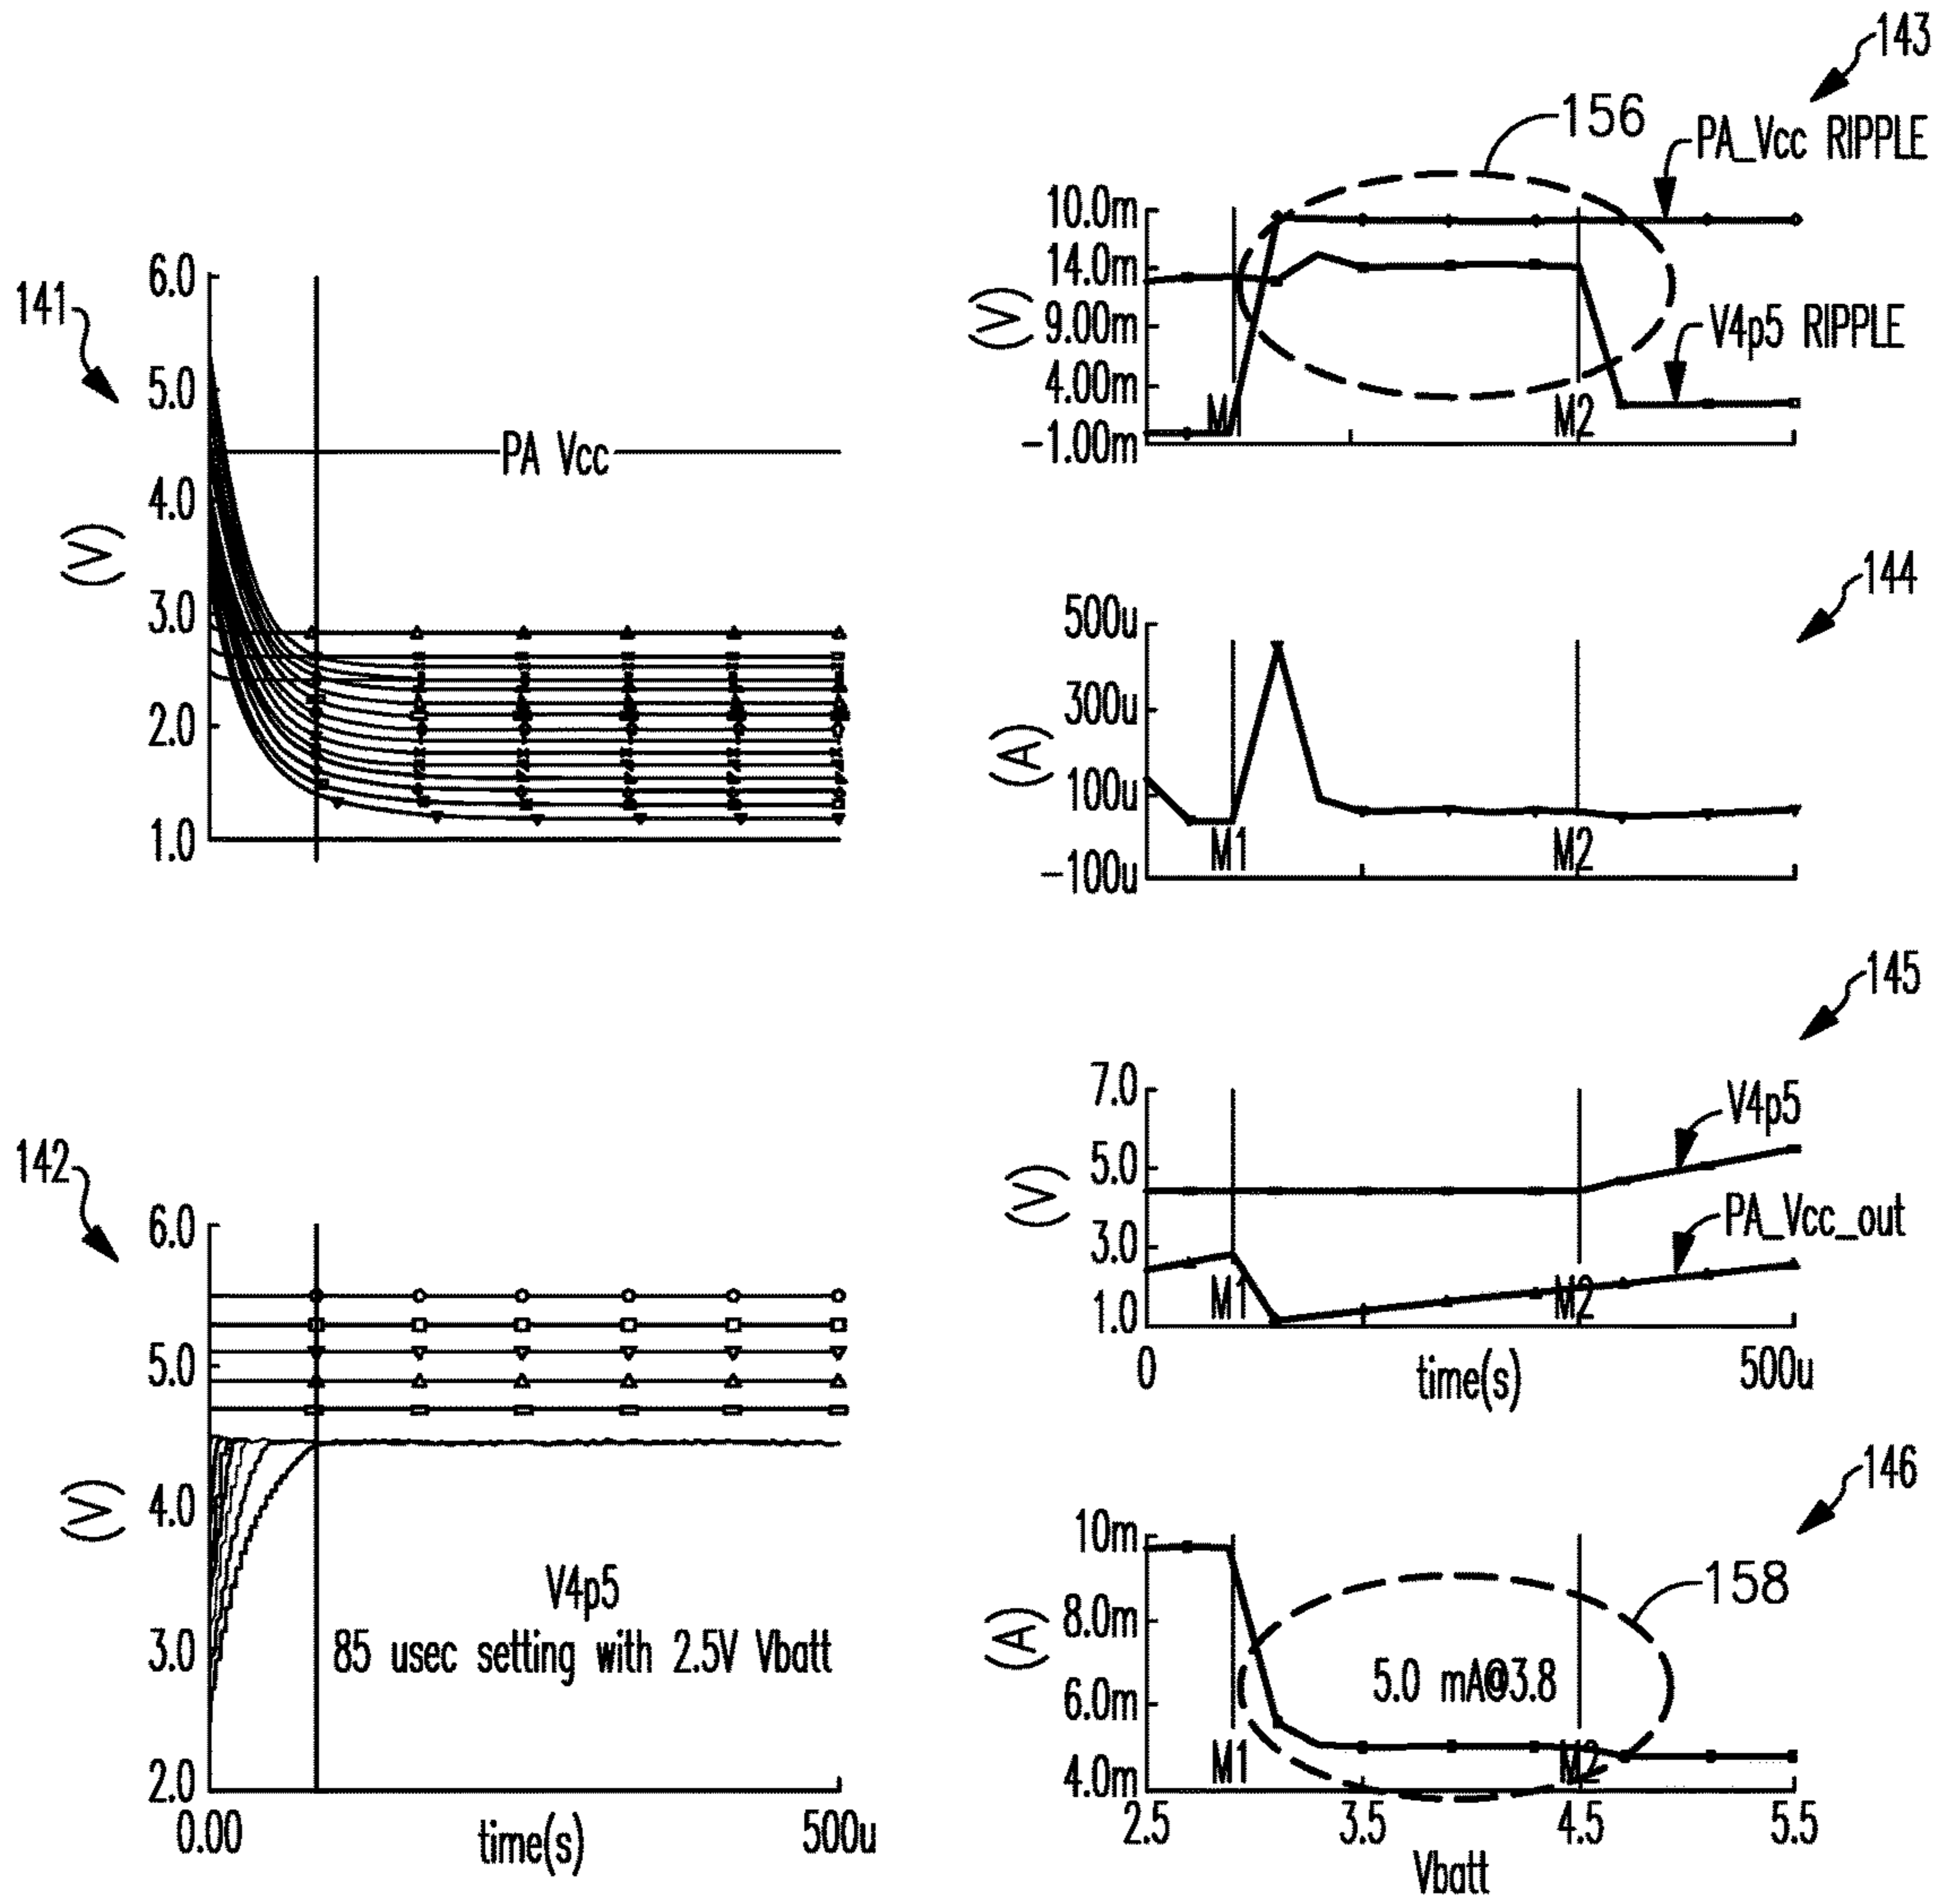 141
6.0
5.0
4.0
3.0
2.0
1.0
(V)
PA Vcc
142
6.0
5.0
4.0
3.0
2.0
(V)
V4p5
85 usec setting with 2.5V Vbatt
0.00
time(s)
500u
143
156
PA_Vcc RIPPLE
10.0m
14.0m
9.00m
4.00m
-1.00m
(V)
V4p5 RIPPLE
M
M2
144
500u
300u
100u
-100u
(A)
M1
M2
145
7.0
5.0
3.0
1.0
(V)
V4p5
PA_Vcc_out
M1
M2
0
time(s)
500u
146
10m
8.0m
6.0m
4.0m
(A)
158
5.0 mA@3.8
M1
M2
2.5
3.5
4.5
5.5
Vbatt